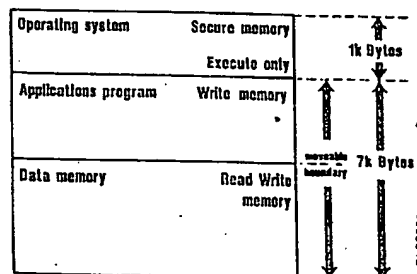 Operating system Secure memory
1k Bytes
Execute only
Applications program Write memory
moveable boundary
7k Bytes
Data memory Read Write memory